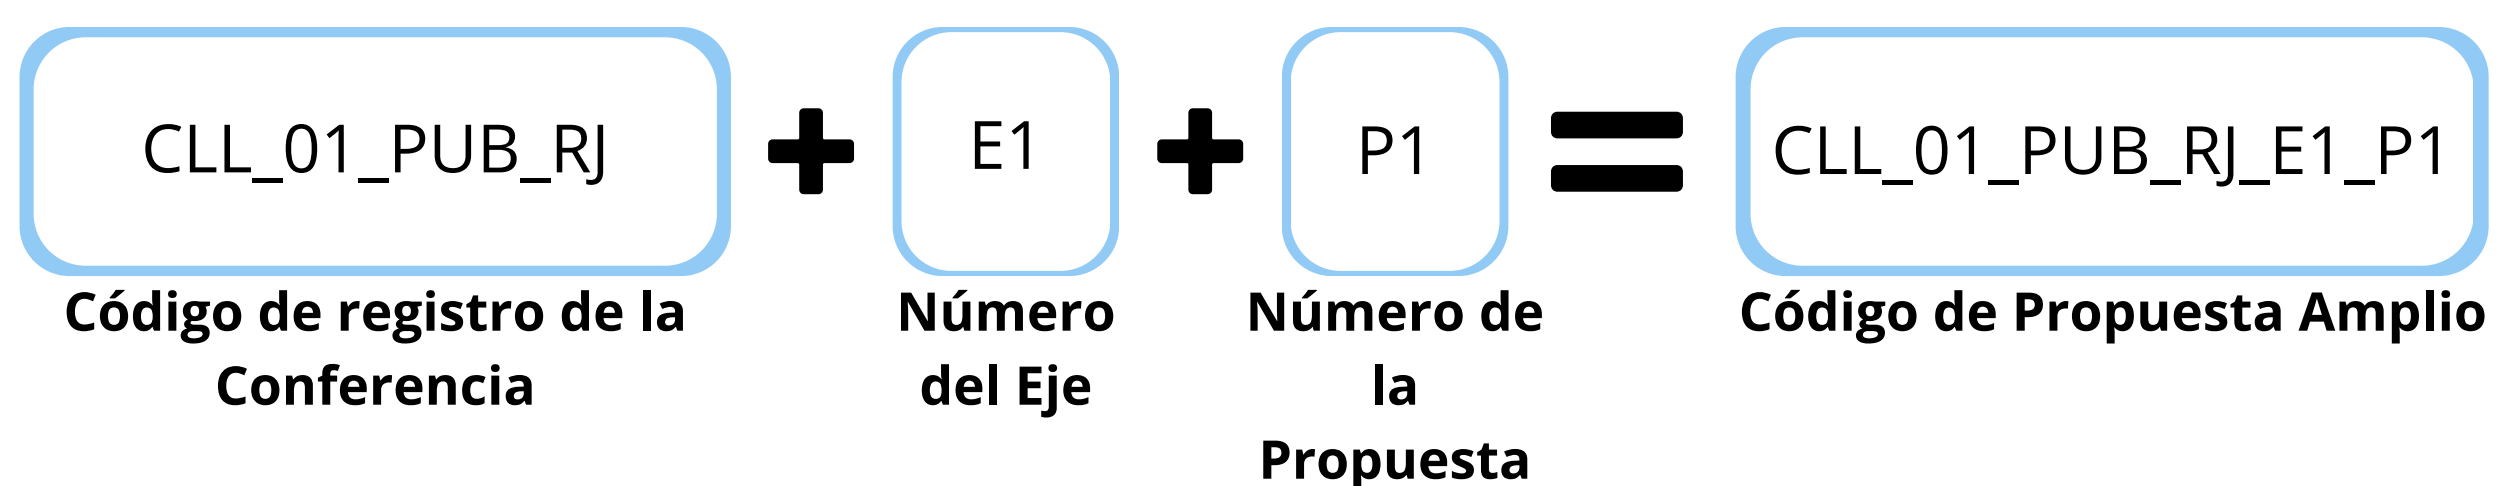 CLL_01_PUB_RJ
E1
P1
CLL_01_PUB_RJ_E1_P1
Código de registro de la
Conferencia
Número
del Eje
Número de
la
Propuesta
Código de Propuesta Amplio